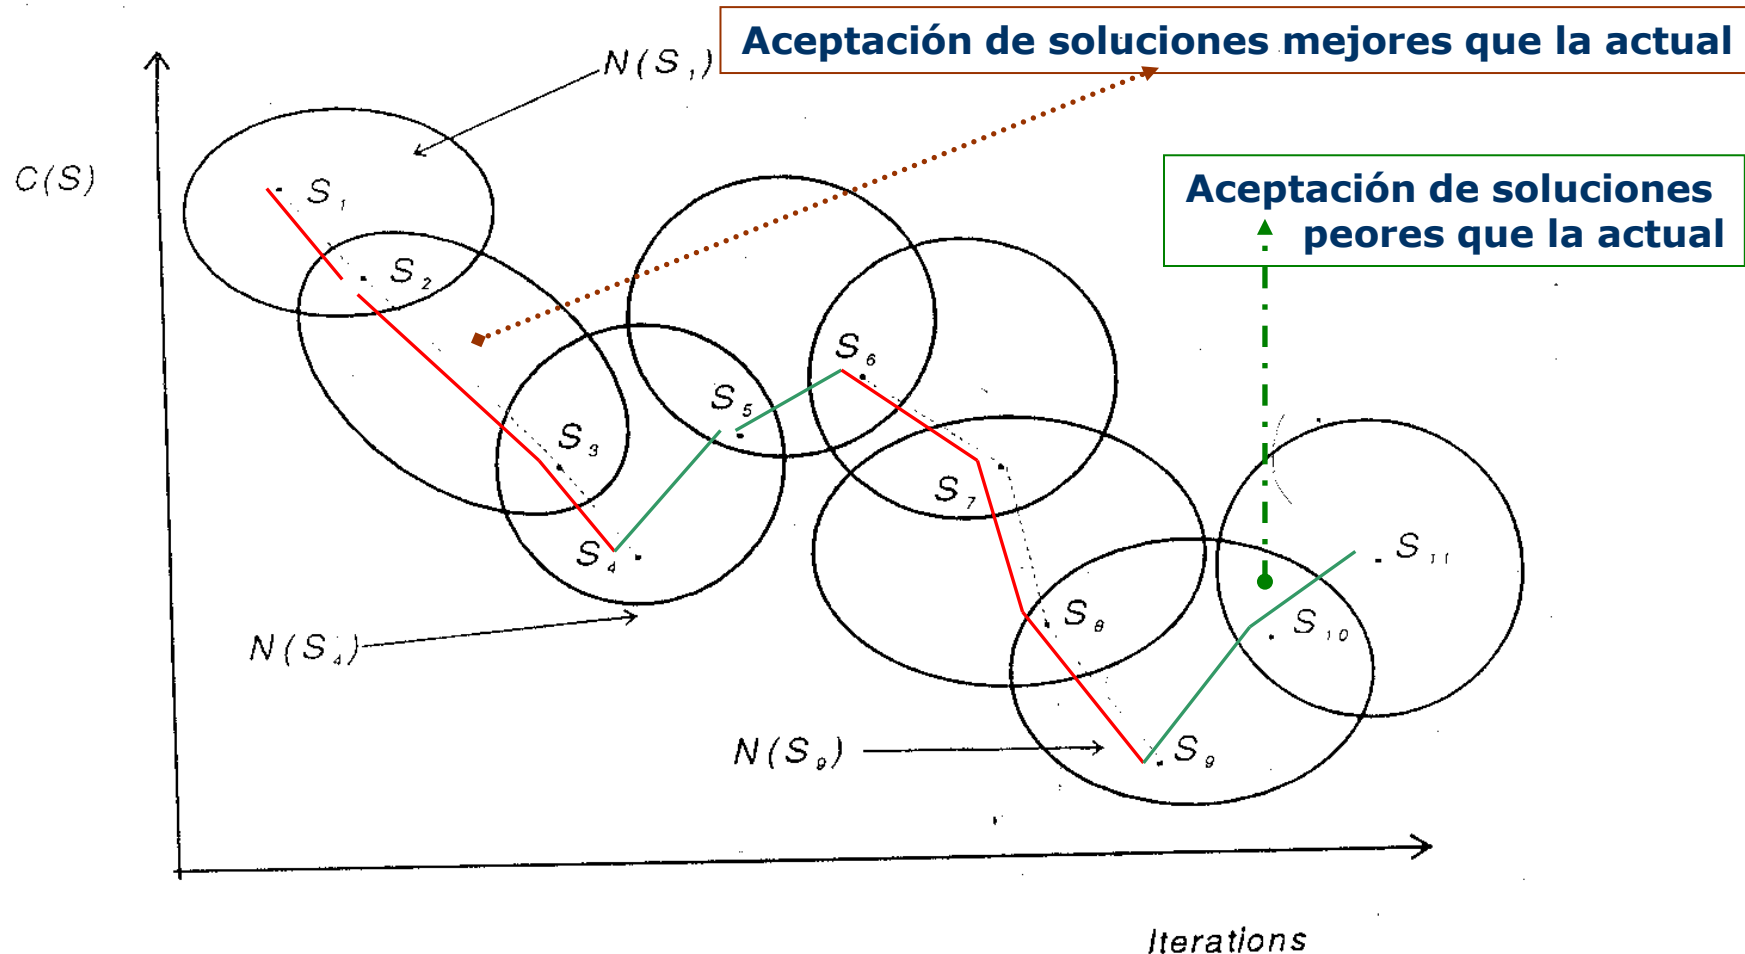 Aceptación de soluciones mejores que la actual
N(S₁)
Aceptación de soluciones
peores que la actual
C(S)
S₁
S₂
S₃
S₄
S₅
S₆
S₇
S₈
S₉
S₁₀
S₁₁
N(S₄)
N(S₉)
Iterations